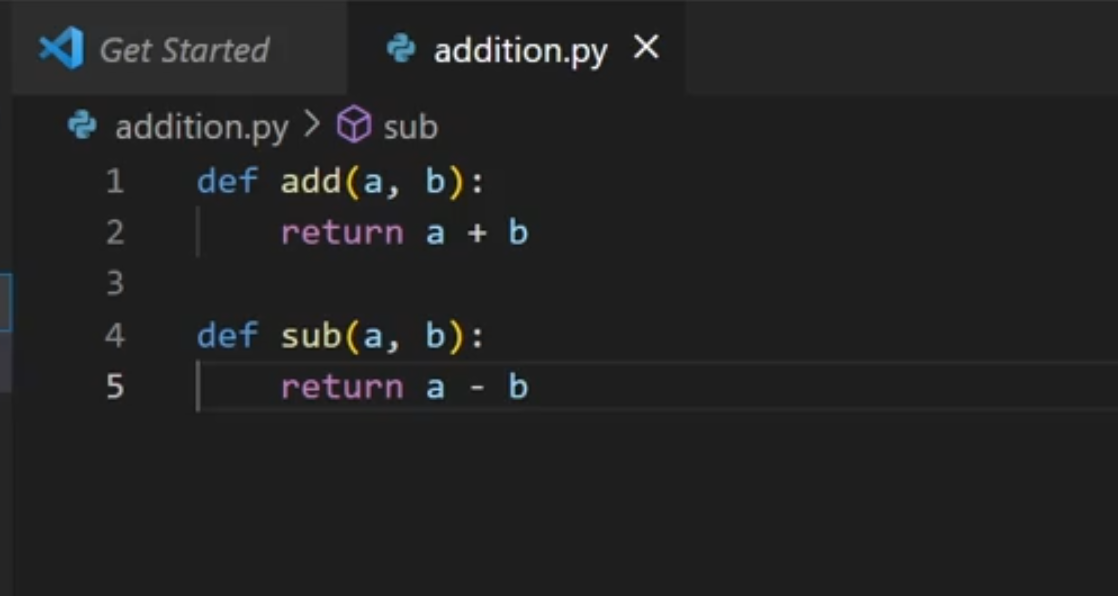 Get Started addition.py
addition.py > sub
1 def add(a, b):
2     return a + b
3
4 def sub(a, b):
5     return a - b